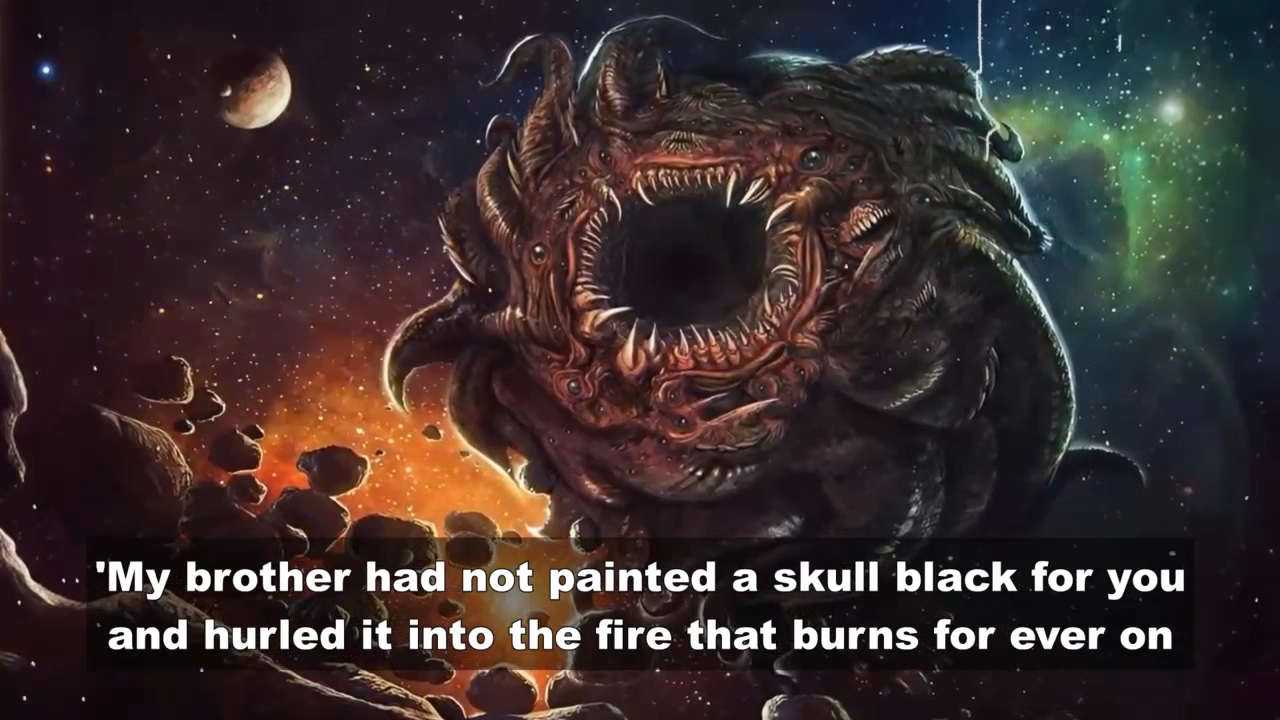 'My brother had not painted a skull black for you
and hurled it into the fire that burns for ever on